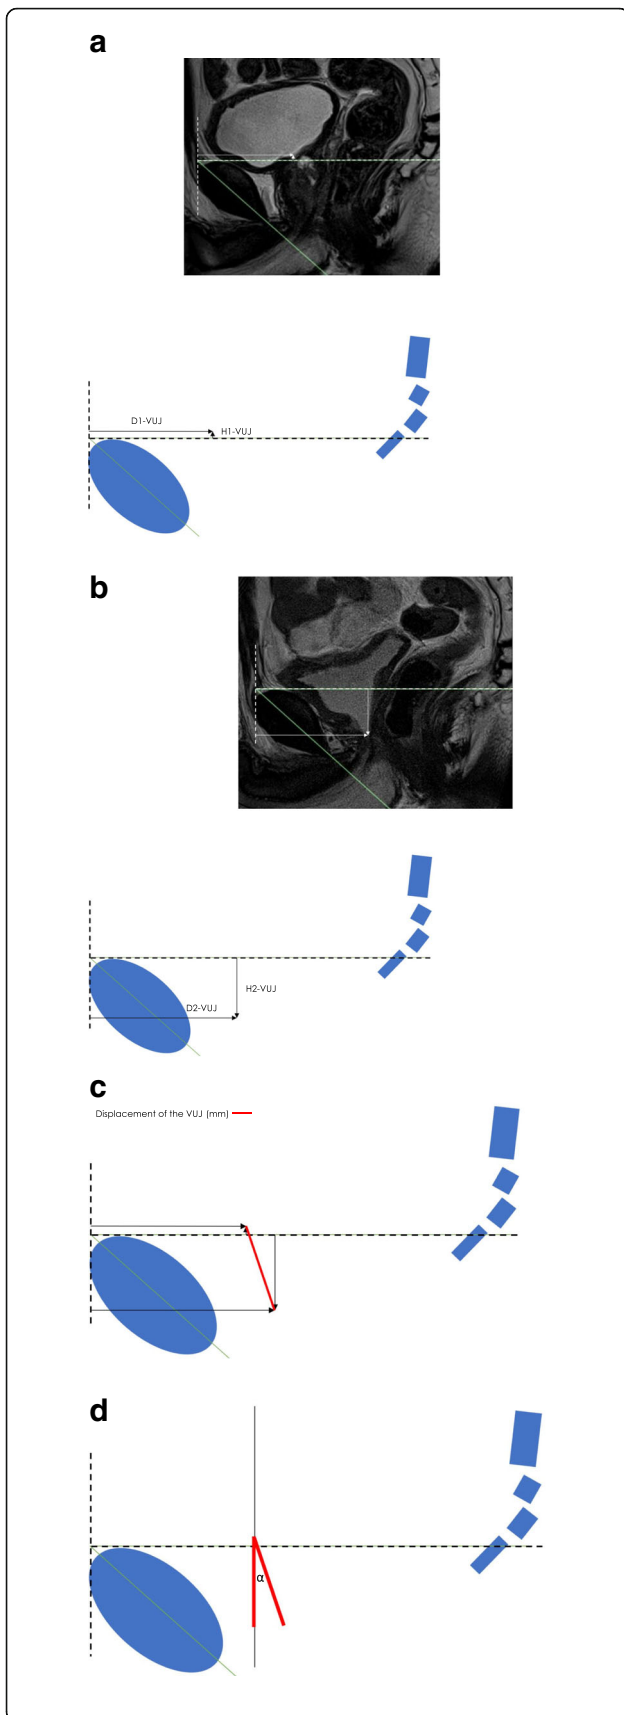 a
D1-VUJ
H1-VUJ
b
H2-VUJ
D2-VUJ
c
Displacement of the VUJ (mm)
d
α